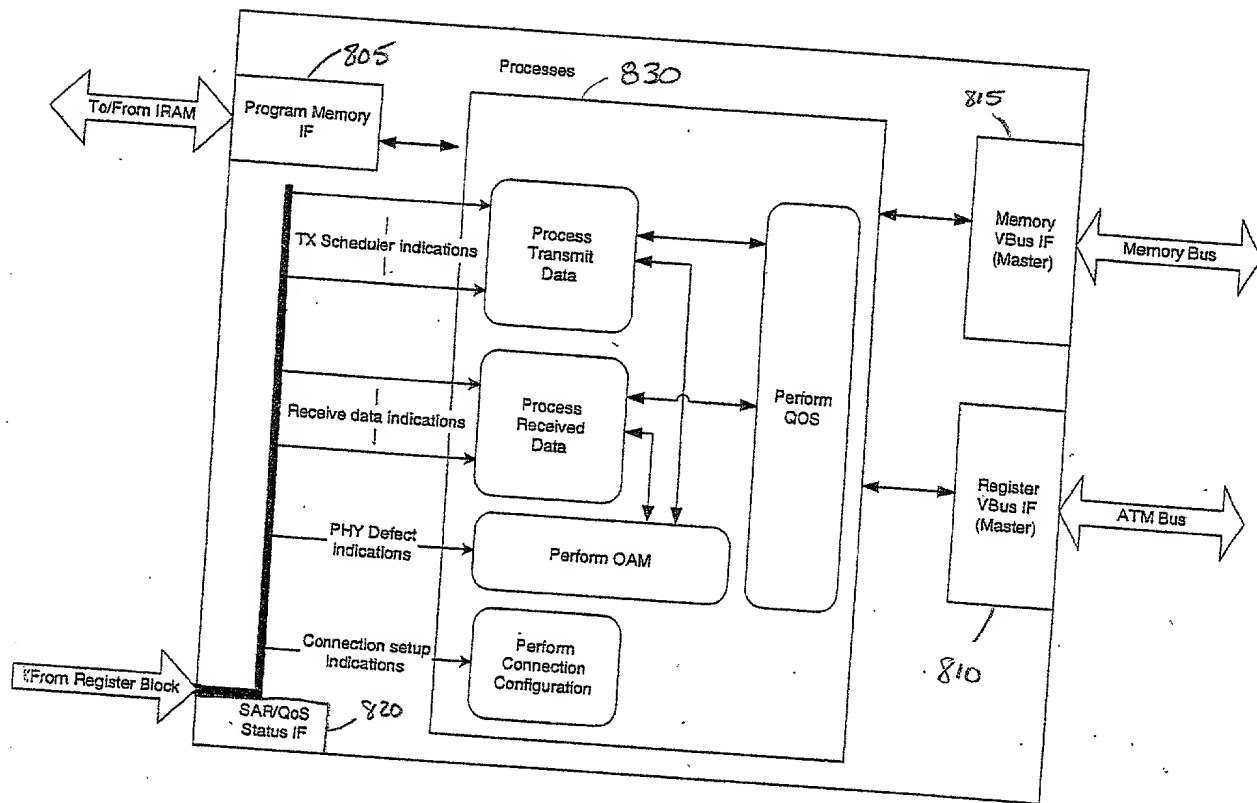 805
Processes
830
815
To/From IRAM
Program Memory
IF
Memory
VBus IF
(Master)
Memory Bus
TX Scheduler indications
Process
Transmit
Data
Receive data indications
Process
Received
Data
Perform
QOS
Register
VBus IF
(Master)
ATM Bus
PHY Defect
indications
Perform OAM
Connection setup
Indications
Perform
Connection
Configuration
810
From Register Block
SAR/QoS
Status IF
820